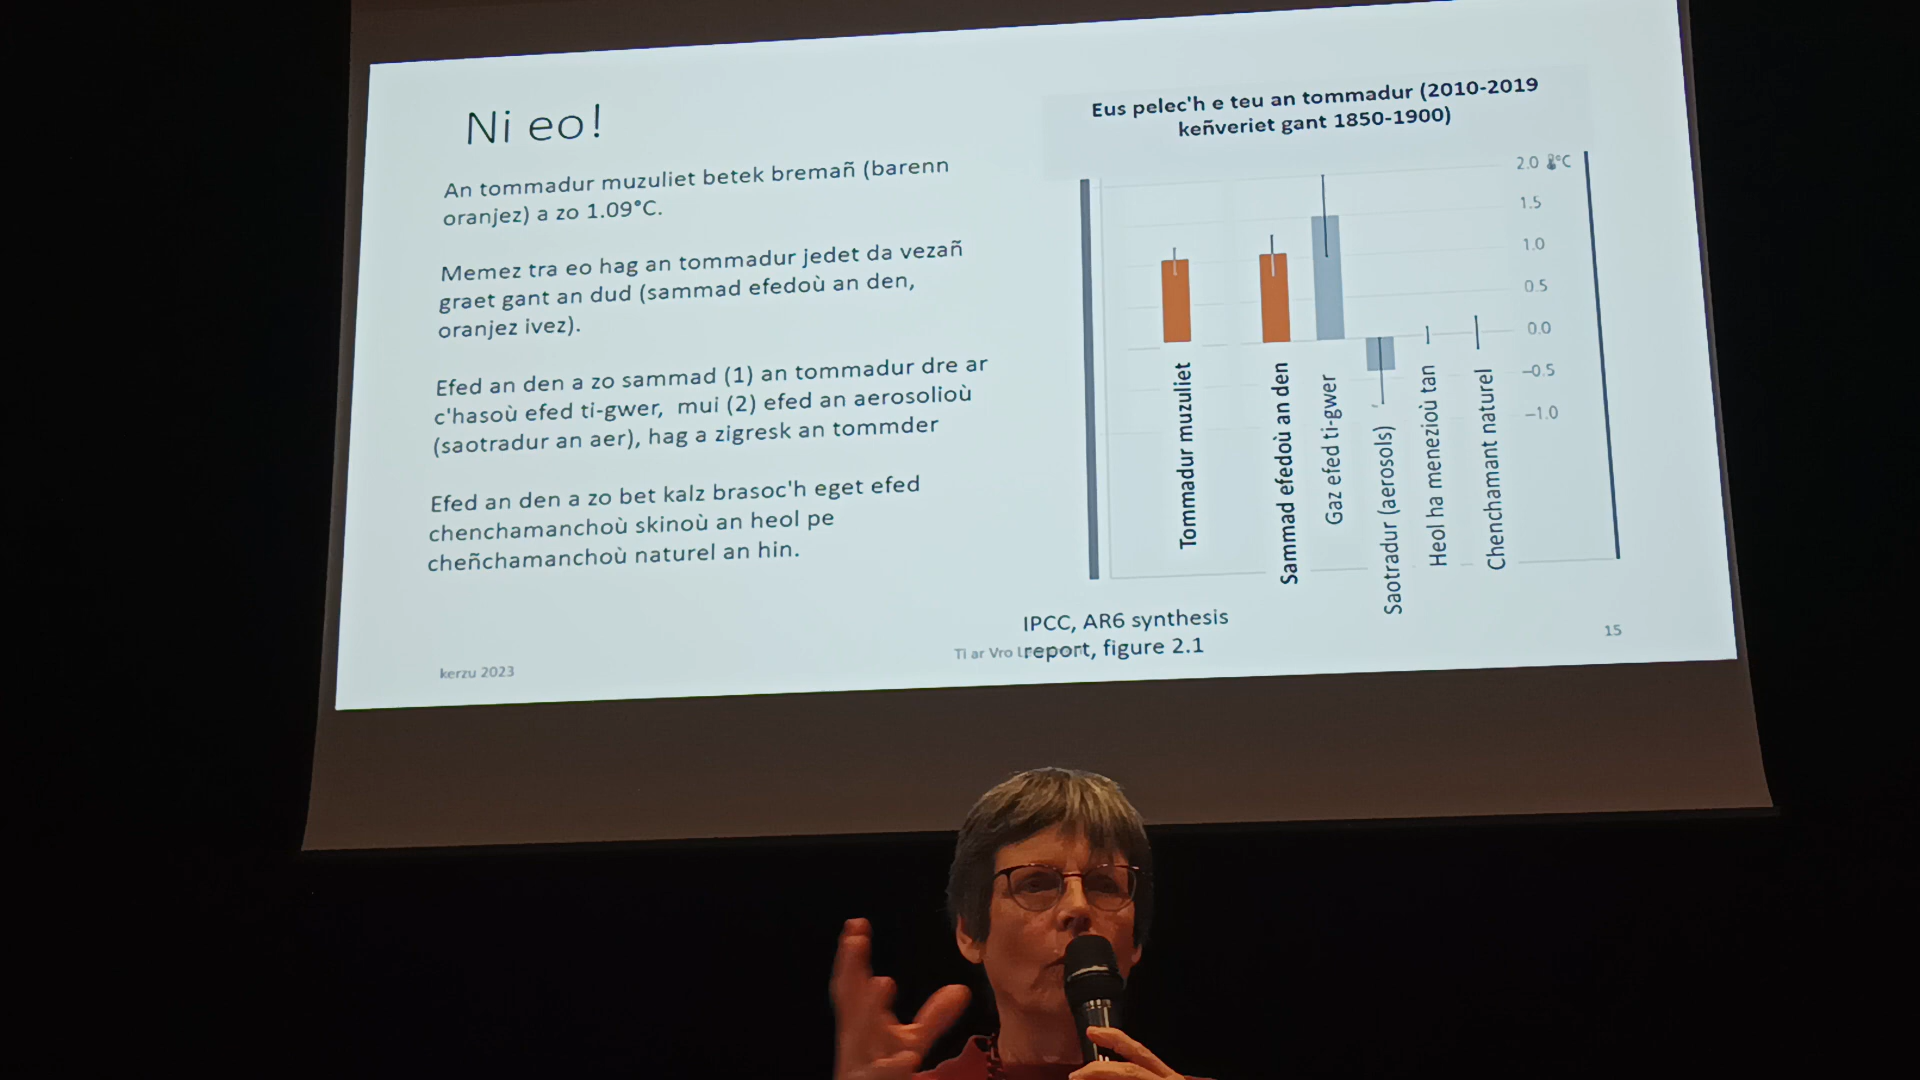 Ni eo!
An tommadur muzuliet betek bremañ (barenn
oranjez) a zo 1.09°C.
Memez tra eo hag an tommadur jedet da vezañ
graet gant an dud (sammad efedoù an den,
oranjez ivez).
Efed an den a zo sammad (1) an tommadur dre ar
c'hasoù efed ti-gwer, mui (2) efed an aerosolioù
(saotradur an aer), hag a zigresk an tommder
Efed an den a zo bet kalz brasoc'h eget efed
chenchamanchoù skinoù an heol pe
cheñchamanchoù naturel an hin.
kerzu 2023
Eus pelec'h e teu an tommadur (2010-2019
keñveriet gant 1850-1900)
2.0 °C
1.5
1.0
0.5
0.0
–0.5
–1.0
Tommadur muzuliet
Sammad efedoù an den
Gaz efed ti-gwer
Saotradur (aerosols)
Heol ha menezioù tan
Chenchamant naturel
IPCC, AR6 synthesis
report, figure 2.1
Ti ar Vro
15